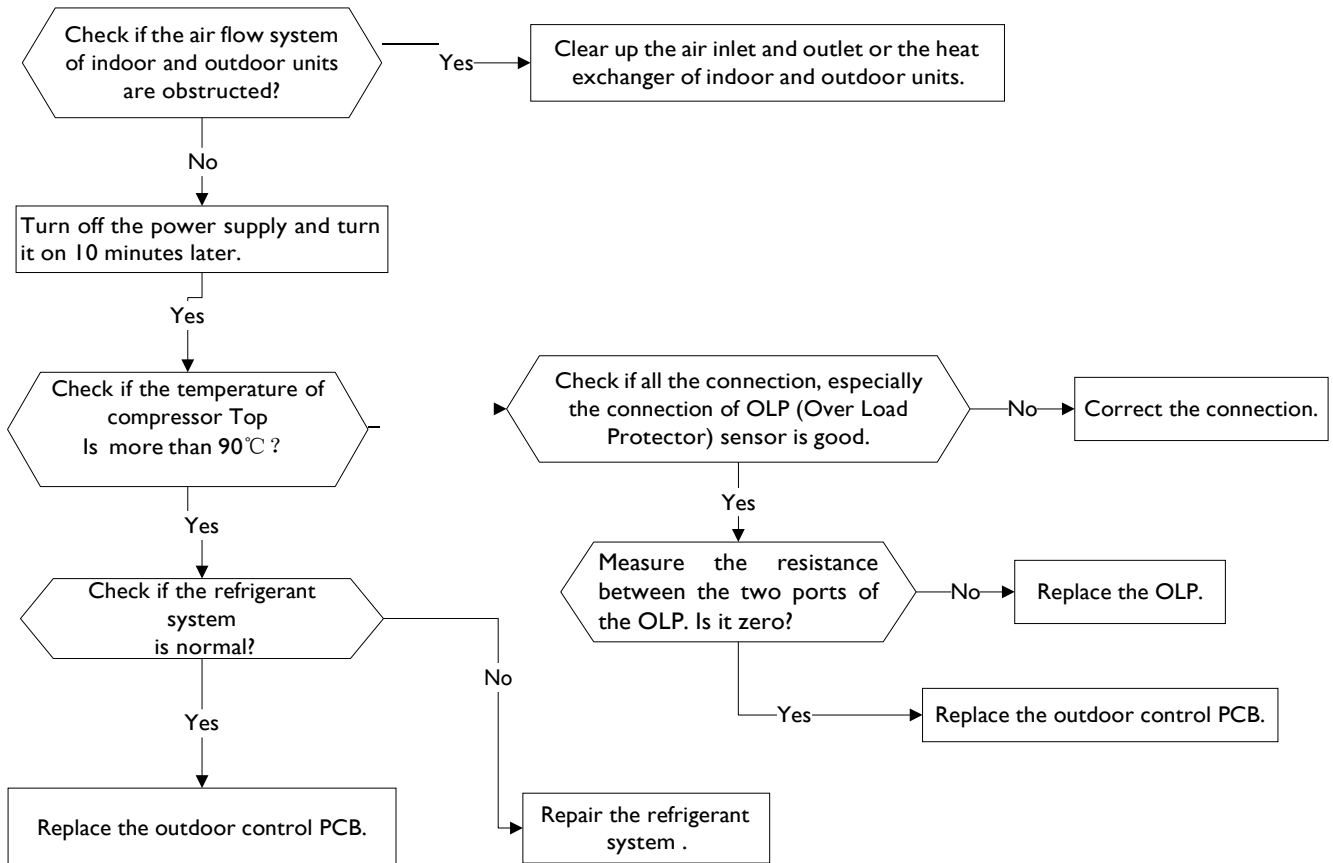 Check if the air flow system
of indoor and outdoor units
are obstructed?
Yes
Clear up the air inlet and outlet or the heat
exchanger of indoor and outdoor units.
No
Turn off the power supply and turn
it on 10 minutes later.
Yes
Check if the temperature of
compressor Top
Is more than 90℃？
Check if all the connection, especially
the connection of OLP (Over Load
Protector) sensor is good.
No
Correct the connection.
Yes
Yes
Measure the resistance
between the two ports of
the OLP. Is it zero?
No
Replace the OLP.
Check if the refrigerant
system
is normal?
No
Yes
Yes
Replace the outdoor control PCB.
Replace the outdoor control PCB.
Repair the refrigerant
system .